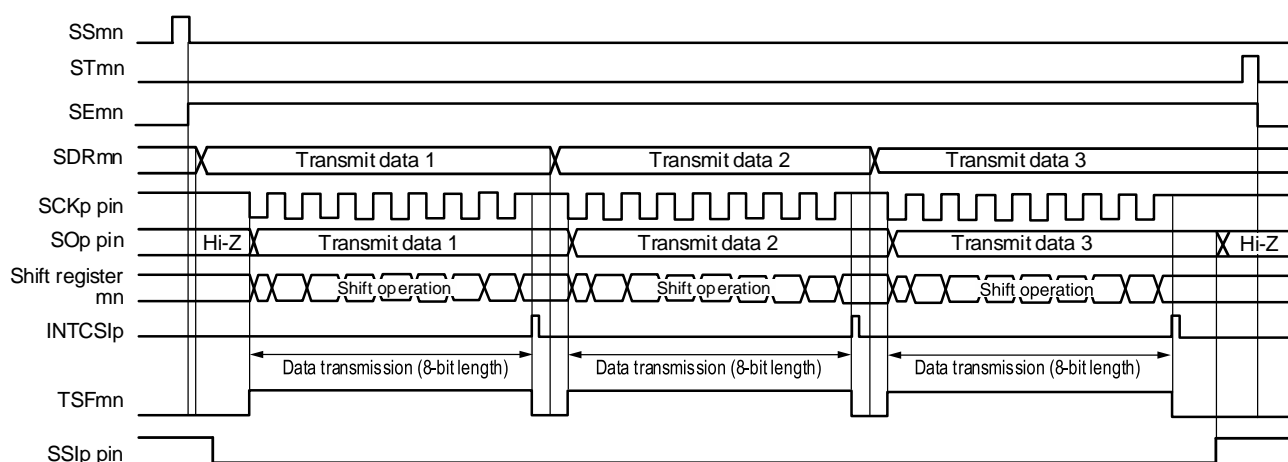 SSmn
STmn
SEmn
SDRmn Transmit data 1 Transmit data 2 Transmit data 3
SCKp pin
SOp pin Hi-Z Transmit data 1 Transmit data 2 Transmit data 3 Hi-Z
Shift register
mn
Shift operation Shift operation Shift operation
INTCSIp
Data transmission (8-bit length) Data transmission (8-bit length) Data transmission (8-bit length)
TSFmn
SSIp pin